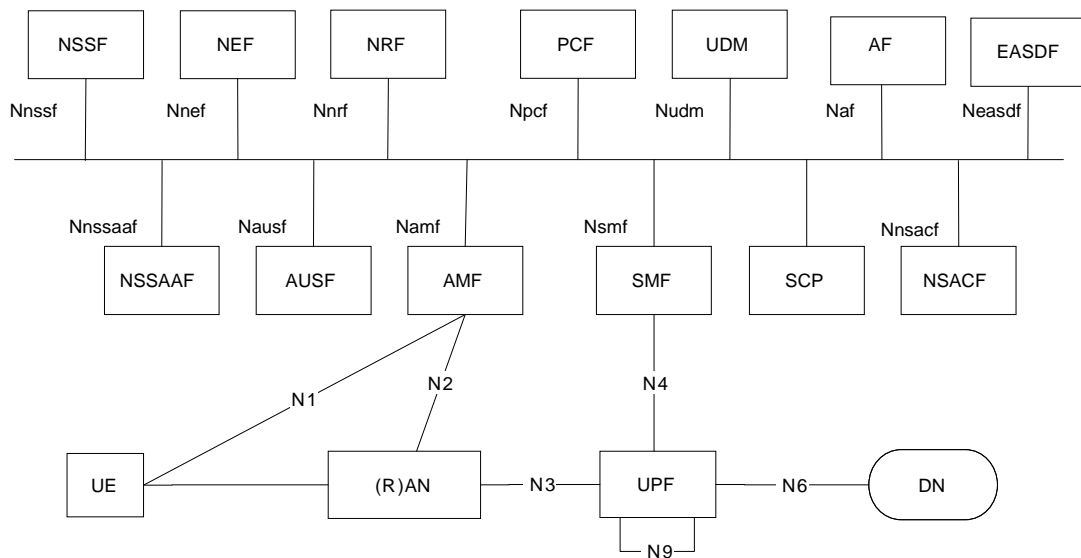 NSSF NEF NRF PCF UDM AF EASDF
Nnssf Nnef Nnrf Npcf Nudm Naf Neasdf
Nnssaaf Nausf Namf Nsmf Nnsacf
NSSAAF AUSF AMF SMF SCP NSACF
N1 N2 N4
UE (R)AN N3 UPF N6 DN
N9